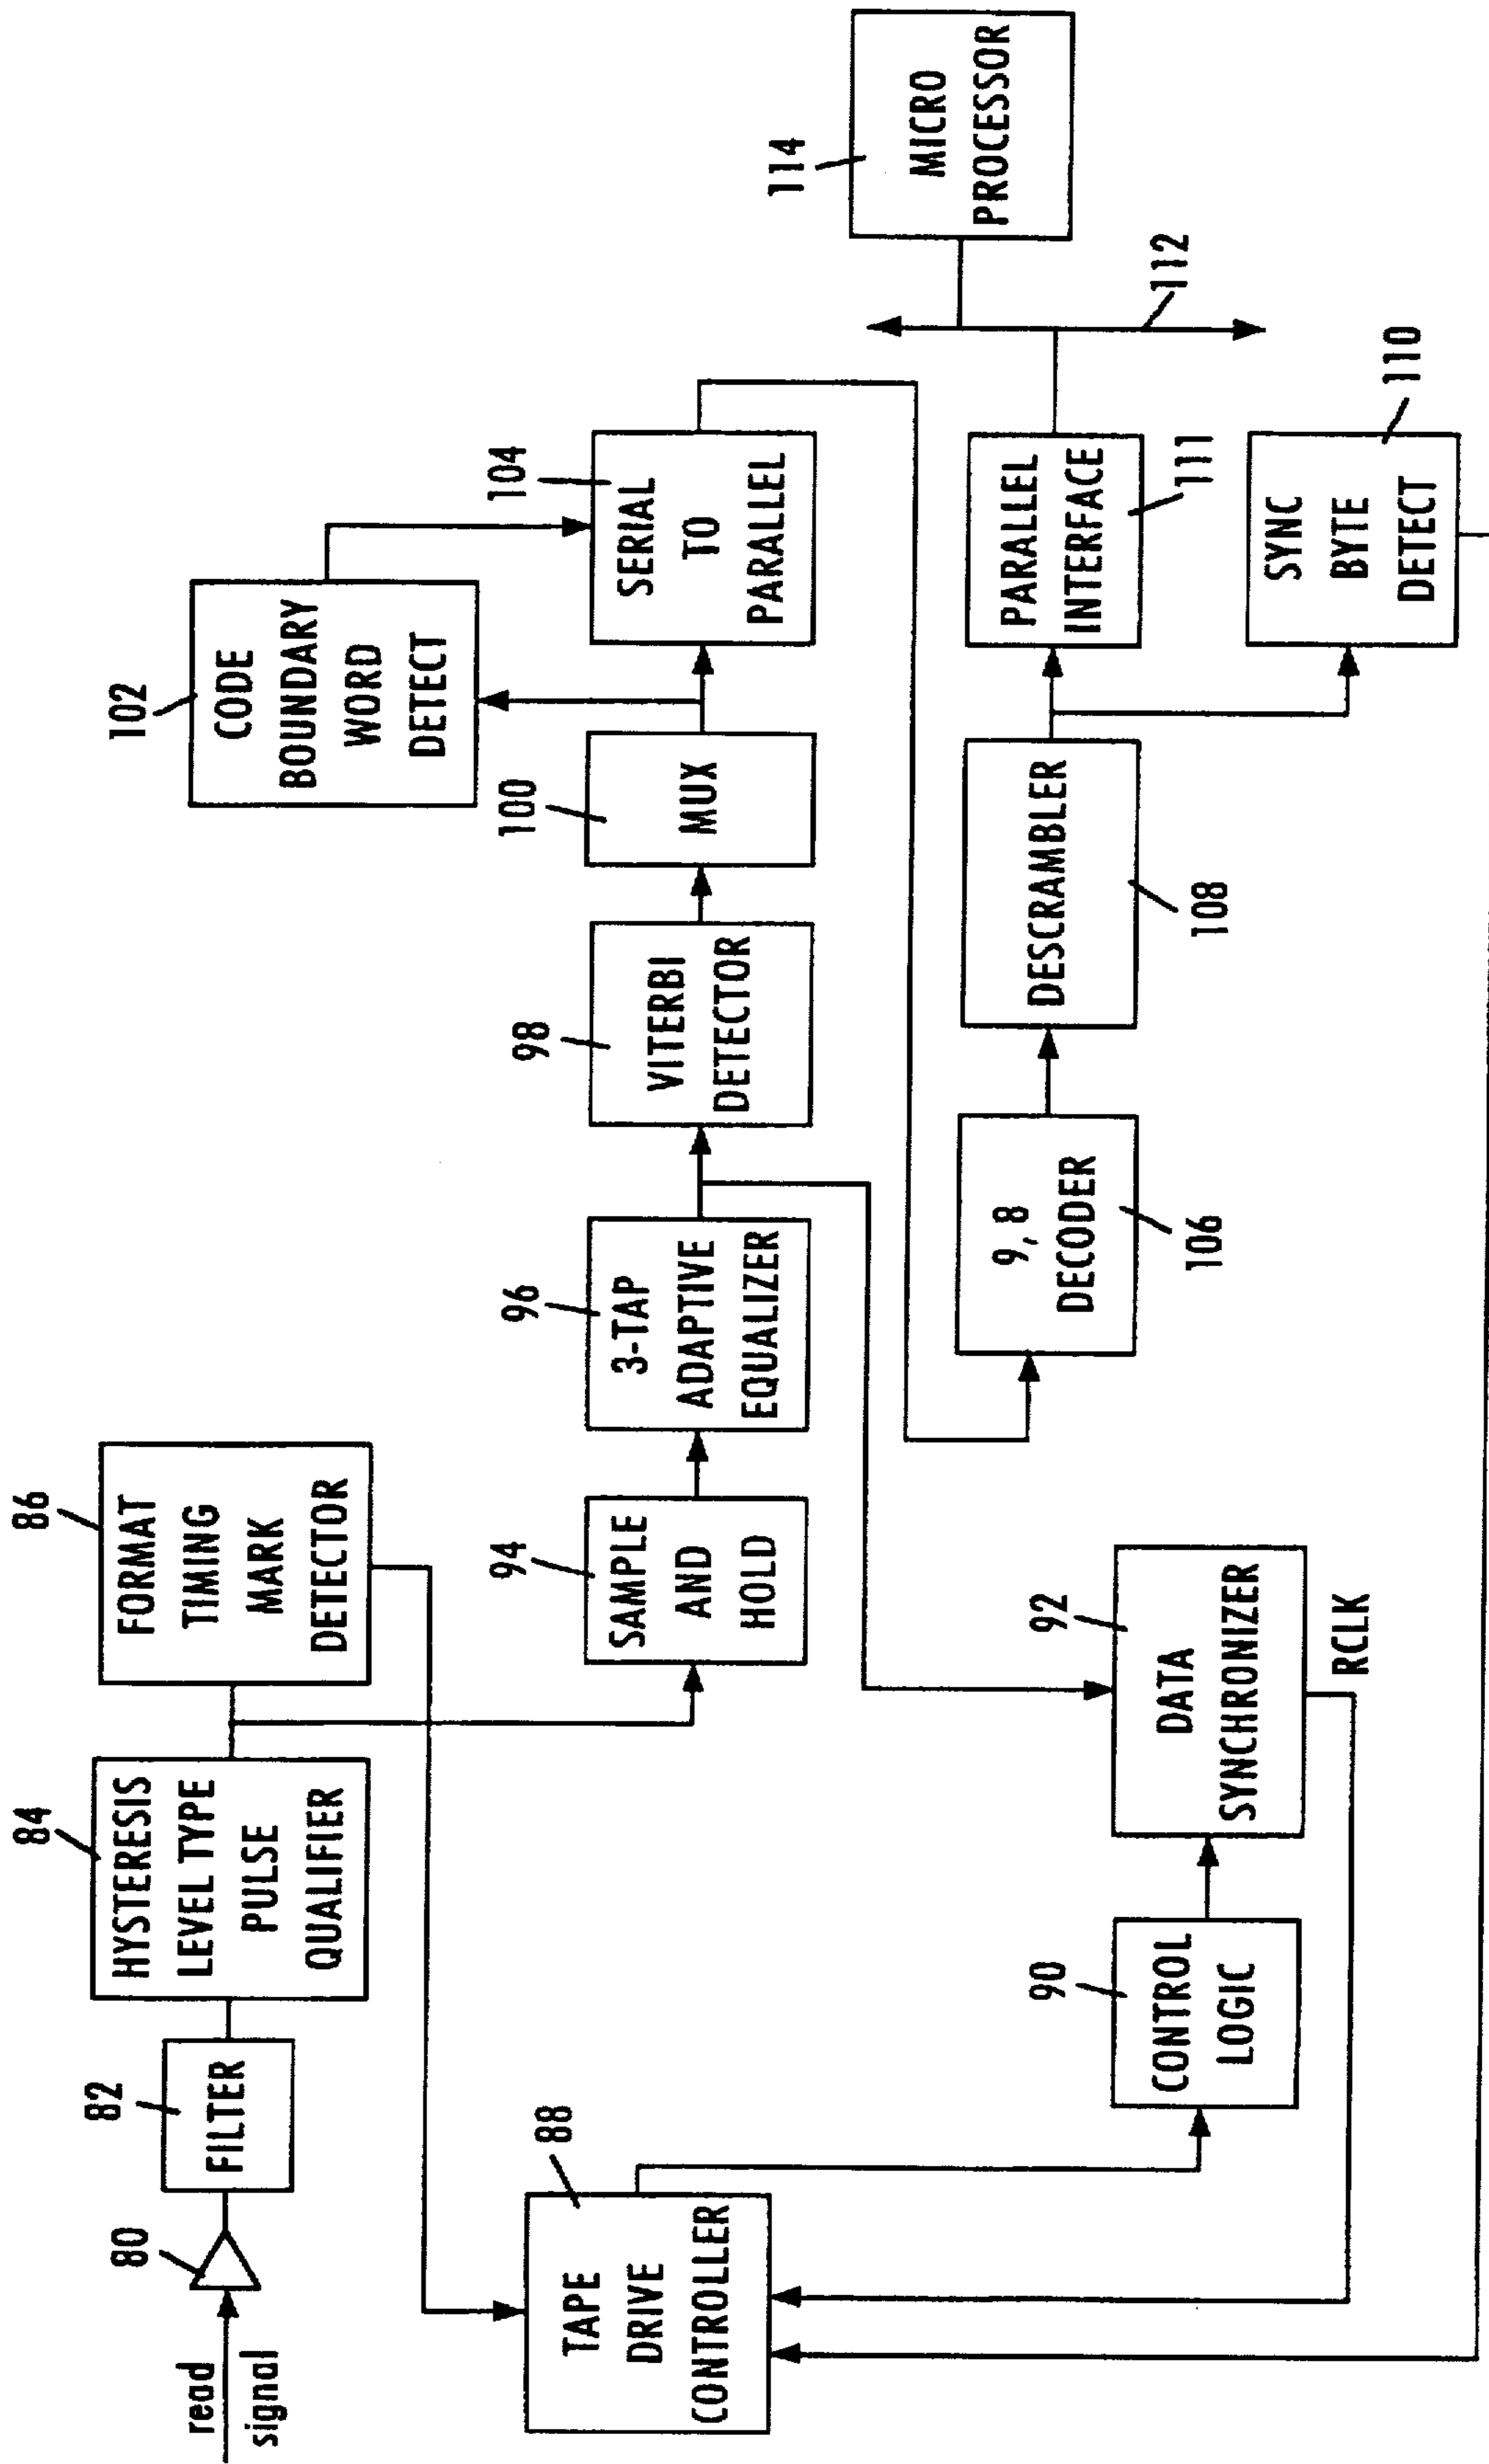 read
signal
80
82
FILTER
84
HYSTERESIS
LEVEL TYPE
PULSE
QUALIFIER
86
FORMAT
TIMING
MARK
DETECTOR
88
TAPE
DRIVE
CONTROLLER
90
CONTROL
LOGIC
92
DATA
SYNCHRONIZER
RCLK
94
SAMPLE
AND
HOLD
96
3-TAP
ADAPTIVE
EQUALIZER
98
VITERBI
DETECTOR
100
MUX
102
CODE
BOUNDARY
WORD
DETECT
104
SERIAL
TO
PARALLEL
9,8
DECODER
106
DESCRAMBLER
108
PARALLEL
INTERFACE
111
SYNC
BYTE
DETECT
110
112
114
MICRO
PROCESSOR